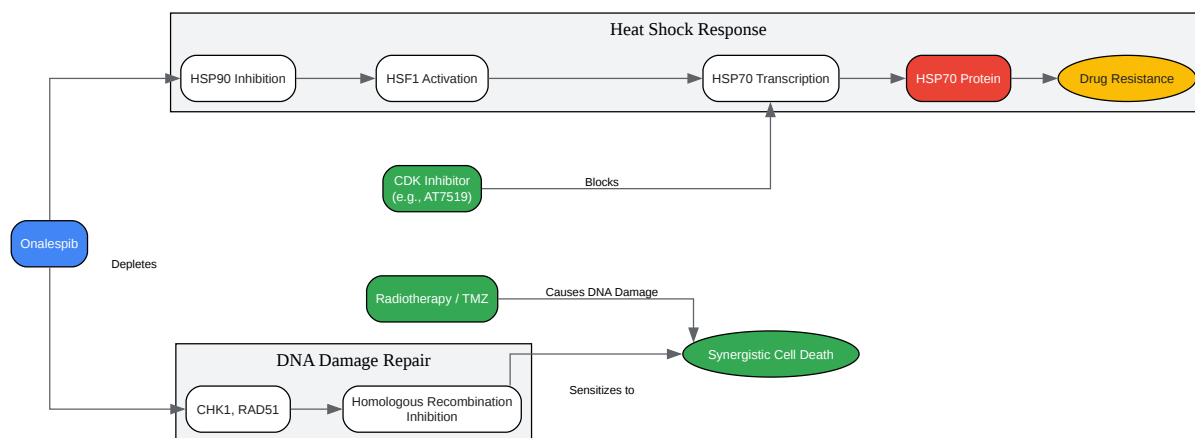 Heat Shock Response
HSP90 Inhibition
HSF1 Activation
HSP70 Transcription
HSP70 Protein
Drug Resistance
CDK Inhibitor
(e.g., AT7519)
Blocks
Onalespib
Depletes
Radiotherapy / TMZ
Causes DNA Damage
Synergistic Cell Death
DNA Damage Repair
Sensitizes to
CHK1, RAD51
Homologous Recombination
Inhibition